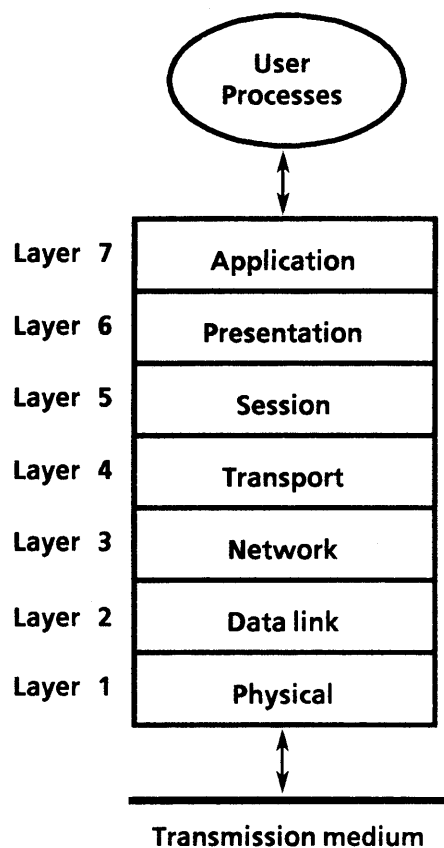 User
Processes
Layer 7 Application
Layer 6 Presentation
Layer 5 Session
Layer 4 Transport
Layer 3 Network
Layer 2 Data link
Layer 1 Physical
Transmission medium